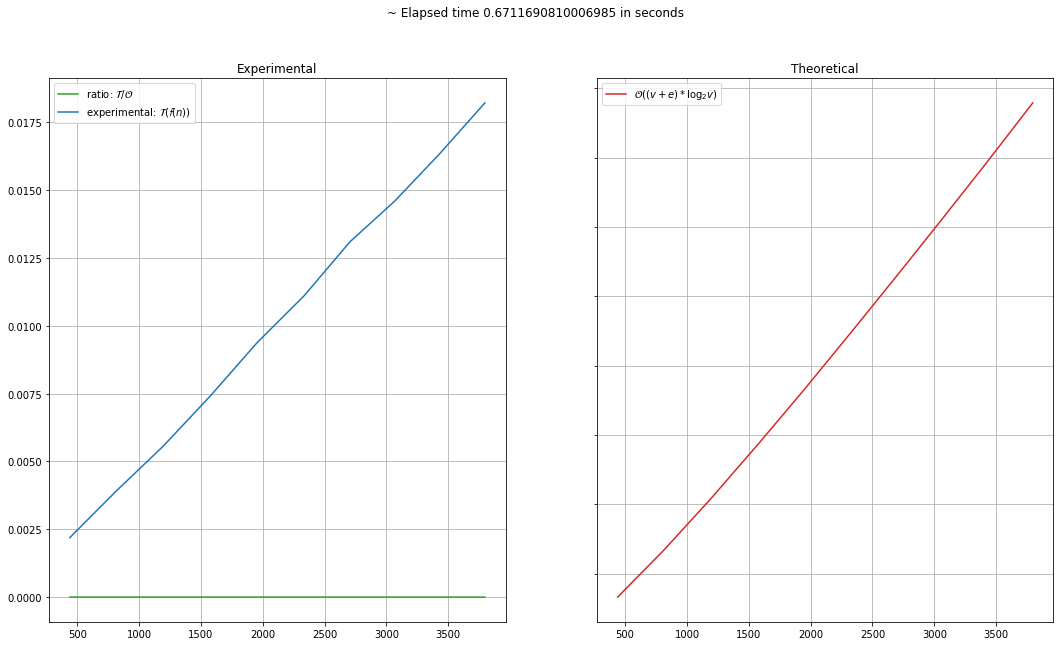 ~ Elapsed time 0.6711690810006985 in seconds
Experimental
ratio: 𝒯/𝒪
experimental: 𝒯(f(n))
0.0175
0.0150
0.0125
0.0100
0.0075
0.0050
0.0025
0.0000
500 1000 1500 2000 2500 3000 3500
Theoretical
𝒪((v + e) * log₂v)
500 1000 1500 2000 2500 3000 3500